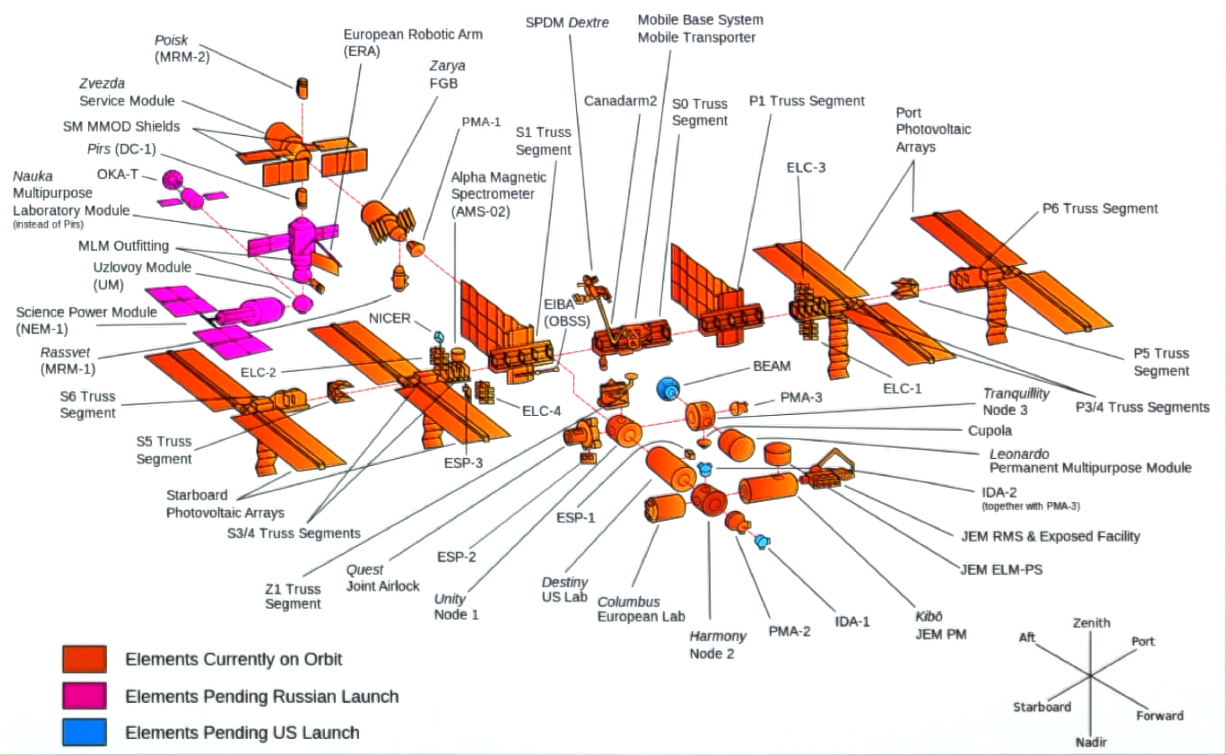 Poisk
(MRM-2)
European Robotic Arm
(ERA)
SPDM Dextre
Mobile Base System
Mobile Transporter
Zvezda
Service Module
Zarya
FGB
SM MMOD Shields
Pirs (DC-1)
PMA-1
S1 Truss
Segment
Canadarm2
S0 Truss
Segment
P1 Truss Segment
Port
Photovoltaic
Arrays
ELC-3
P6 Truss Segment
Nauka
Multipurpose
Laboratory Module
(instead of Pirs)
OKA-T
Alpha Magnetic
Spectrometer
(AMS-02)
MLM Outfitting
Uzlovoy Module
(UM)
Science Power Module
(NEM-1)
Rassvet
(MRM-1)
NICER
EIBA
(OBSS)
ELC-2
BEAM
PMA-3
ELC-1
P5 Truss
Segment
P3/4 Truss Segments
S6 Truss
Segment
S5 Truss
Segment
ELC-4
Tranquillity
Node 3
Cupola
Leonardo
Permanent Multipurpose Module
ESP-3
Starboard
Photovoltaic Arrays
S3/4 Truss Segments
IDA-2
(together with PMA-3)
ESP-1
ESP-2
JEM RMS & Exposed Facility
JEM ELM-PS
Z1 Truss
Segment
Quest
Joint Airlock
Unity
Node 1
Destiny
US Lab
Columbus
European Lab
Harmony
Node 2
PMA-2
IDA-1
Kibō
JEM PM
Elements Currently on Orbit
Elements Pending Russian Launch
Elements Pending US Launch
Zenith
Aft
Port
Starboard
Forward
Nadir